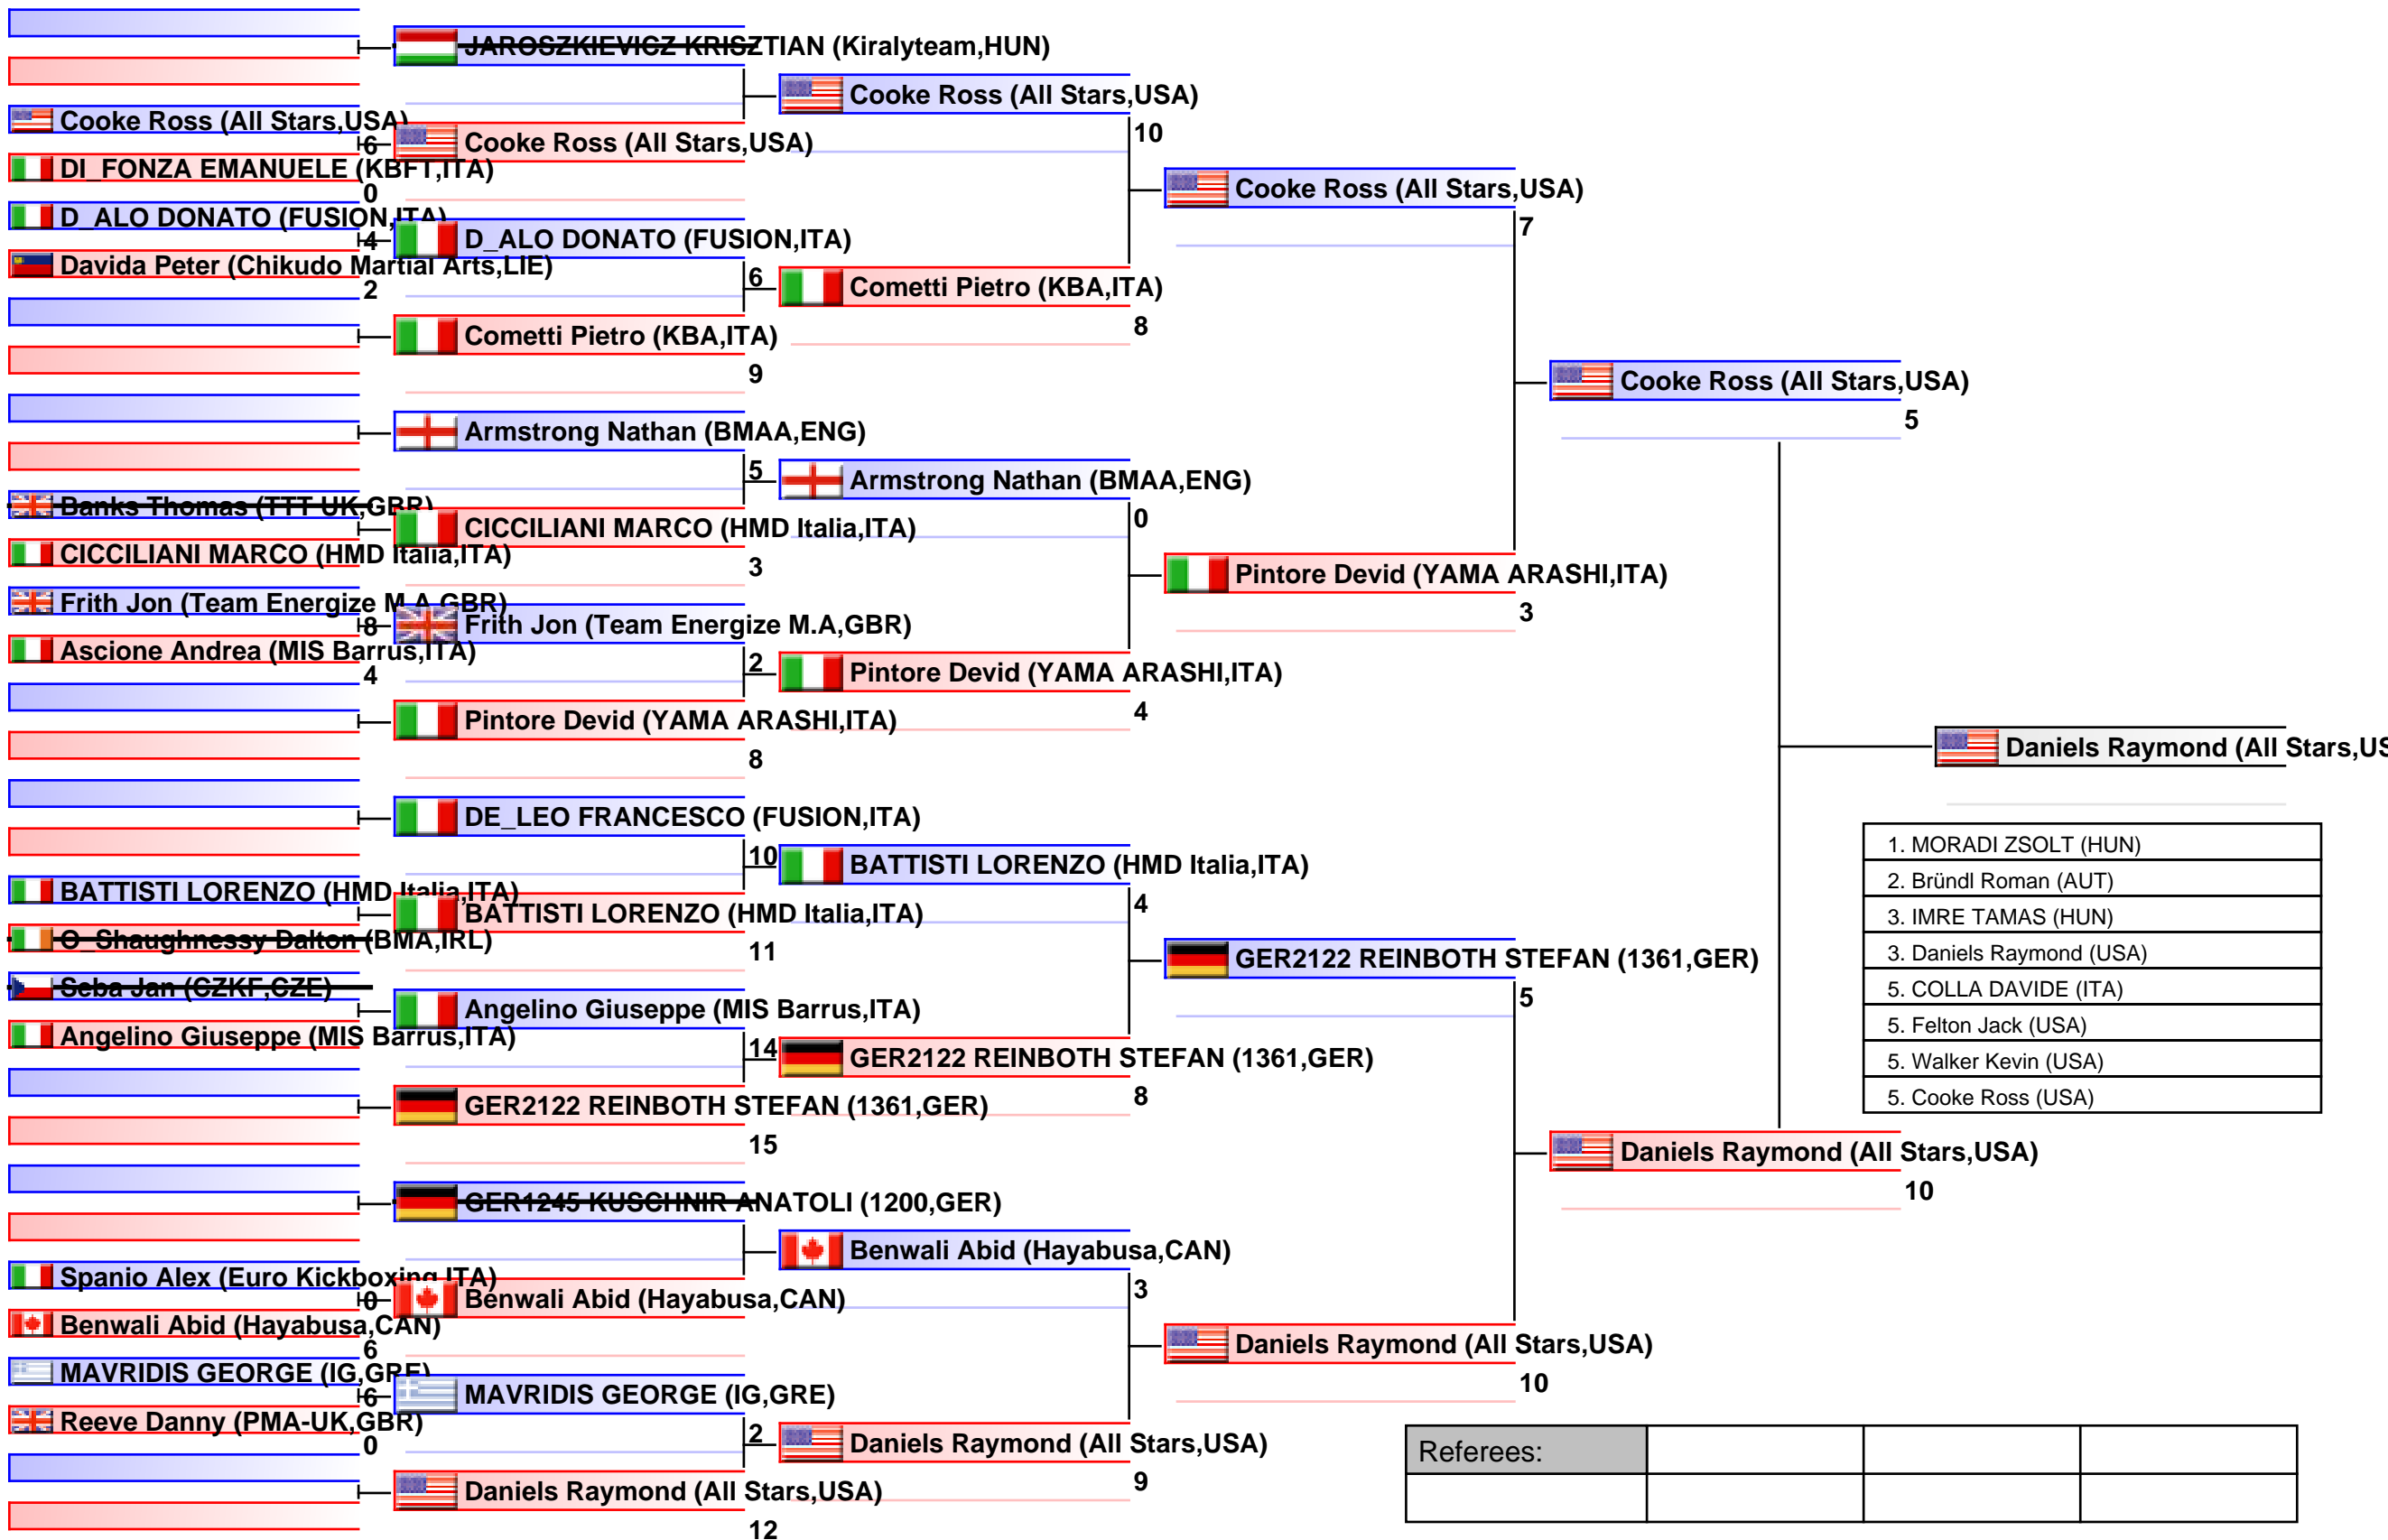 JAROSZKIEVICZ KRISZTIAN (Kiralyteam,HUN)
Cooke Ross (All Stars,USA)
6
DI_FONZA EMANUELE (KBFT,ITA)
0
Cooke Ross (All Stars,USA)
D_ALO DONATO (FUSION,ITA)
4
Davida Peter (Chikudo Martial Arts,LIE)
2
D_ALO DONATO (FUSION,ITA)
6
Cometti Pietro (KBA,ITA)
9
Armstrong Nathan (BMAA,ENG)
5
Banks Thomas (TTT UK,GBR)
CICCILIANI MARCO (HMD Italia,ITA)
CICCILIANI MARCO (HMD Italia,ITA)
3
Frith Jon (Team Energize M.A,GBR)
8
Ascione Andrea (MIS Barrus,ITA)
4
Frith Jon (Team Energize M.A,GBR)
2
Pintore Devid (YAMA ARASHI,ITA)
8
DE_LEO FRANCESCO (FUSION,ITA)
10
BATTISTI LORENZO (HMD Italia,ITA)
O_Shaughnessy Dalton (BMA,IRL)
BATTISTI LORENZO (HMD Italia,ITA)
11
Seba Jan (CZKF,CZE)
Angelino Giuseppe (MIS Barrus,ITA)
Angelino Giuseppe (MIS Barrus,ITA)
14
GER2122 REINBOTH STEFAN (1361,GER)
15
GER1245 KUSCHNIR ANATOLI (1200,GER)
Spanio Alex (Euro Kickboxing,ITA)
0
Benwali Abid (Hayabusa,CAN)
6
Benwali Abid (Hayabusa,CAN)
MAVRIDIS GEORGE (IG,GRE)
6
Reeve Danny (PMA-UK,GBR)
0
MAVRIDIS GEORGE (IG,GRE)
2
Daniels Raymond (All Stars,USA)
12
Cooke Ross (All Stars,USA)
10
Cometti Pietro (KBA,ITA)
8
Armstrong Nathan (BMAA,ENG)
0
Pintore Devid (YAMA ARASHI,ITA)
4
BATTISTI LORENZO (HMD Italia,ITA)
4
GER2122 REINBOTH STEFAN (1361,GER)
8
Benwali Abid (Hayabusa,CAN)
3
Daniels Raymond (All Stars,USA)
9
Cooke Ross (All Stars,USA)
7
Pintore Devid (YAMA ARASHI,ITA)
3
GER2122 REINBOTH STEFAN (1361,GER)
5
Daniels Raymond (All Stars,USA)
10
Cooke Ross (All Stars,USA)
5
Daniels Raymond (All Stars,USA)
10
Daniels Raymond (All Stars,US
1. MORADI ZSOLT (HUN)
2. Bründl Roman (AUT)
3. IMRE TAMAS (HUN)
3. Daniels Raymond (USA)
5. COLLA DAVIDE (ITA)
5. Felton Jack (USA)
5. Walker Kevin (USA)
5. Cooke Ross (USA)
Referees: